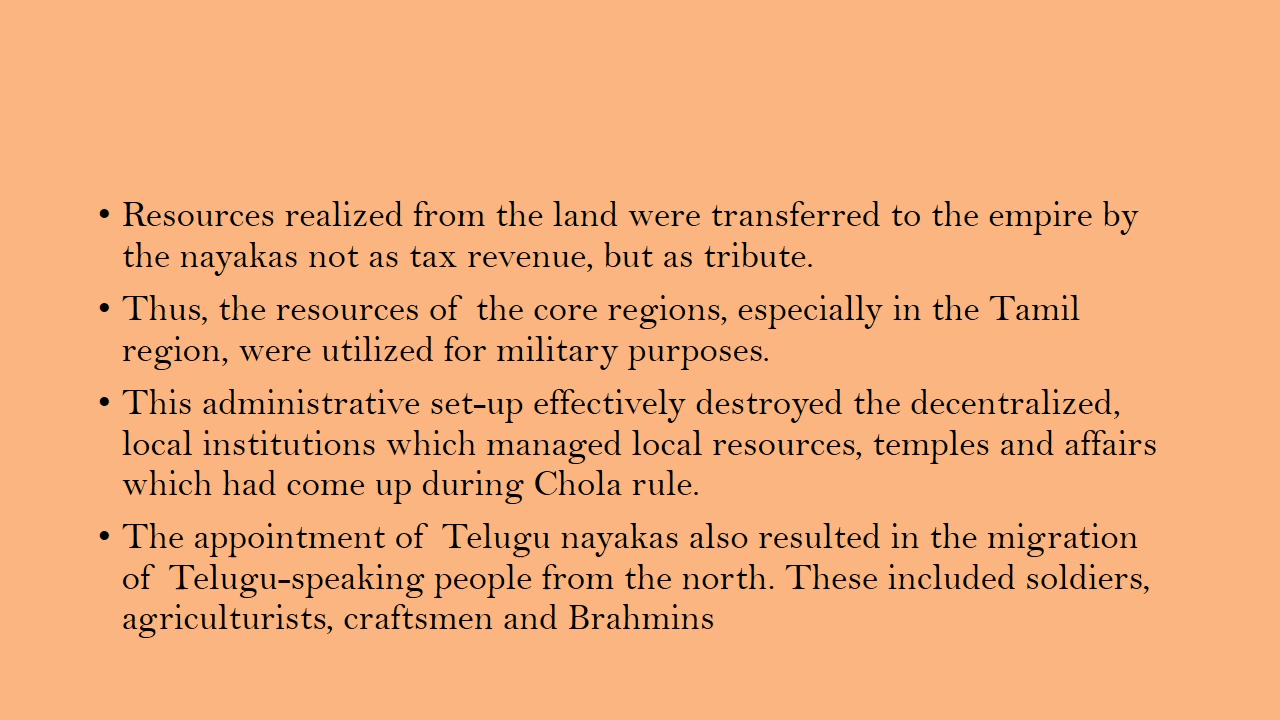 • Resources realized from the land were transferred to the empire by
the nayakas not as tax revenue, but as tribute.
• Thus, the resources of  the core regions, especially in the Tamil
region, were utilized for military purposes.
• This administrative set-up effectively destroyed the decentralized,
local institutions which managed local resources, temples and affairs
which had come up during Chola rule.
• The appointment of  Telugu nayakas also resulted in the migration
of  Telugu-speaking people from the north. These included soldiers,
agriculturists, craftsmen and Brahmins